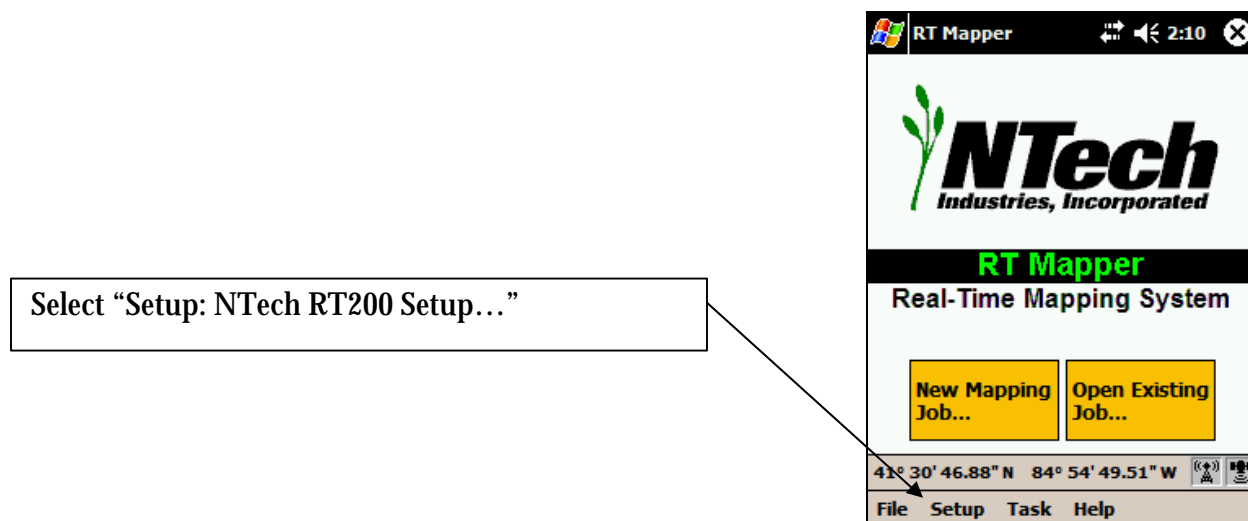 RT Mapper 2:10
NTech
Industries, Incorporated
RT Mapper
Real-Time Mapping System
Select “Setup: NTech RT200 Setup…”
New Mapping Job...
Open Existing Job...
41° 30' 46.88" N 84° 54' 49.51" W
File Setup Task Help